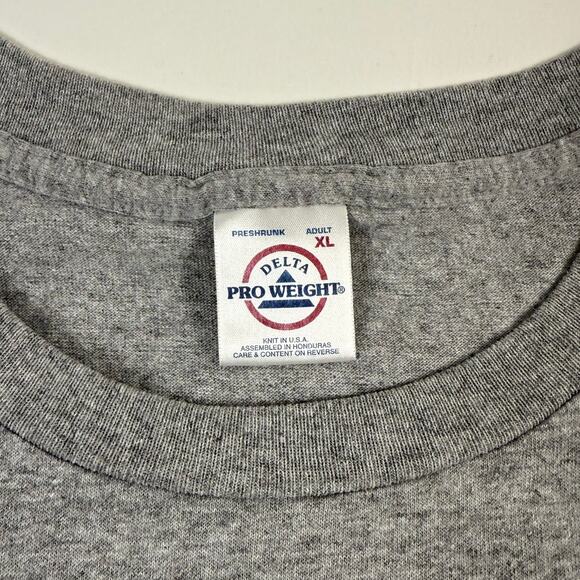 PRESHRUNK ADULT
XL
DELTA
PRO WEIGHT®
KNIT IN U.S.A.
ASSEMBLED IN HONDURAS
CARE & CONTENT ON REVERSE